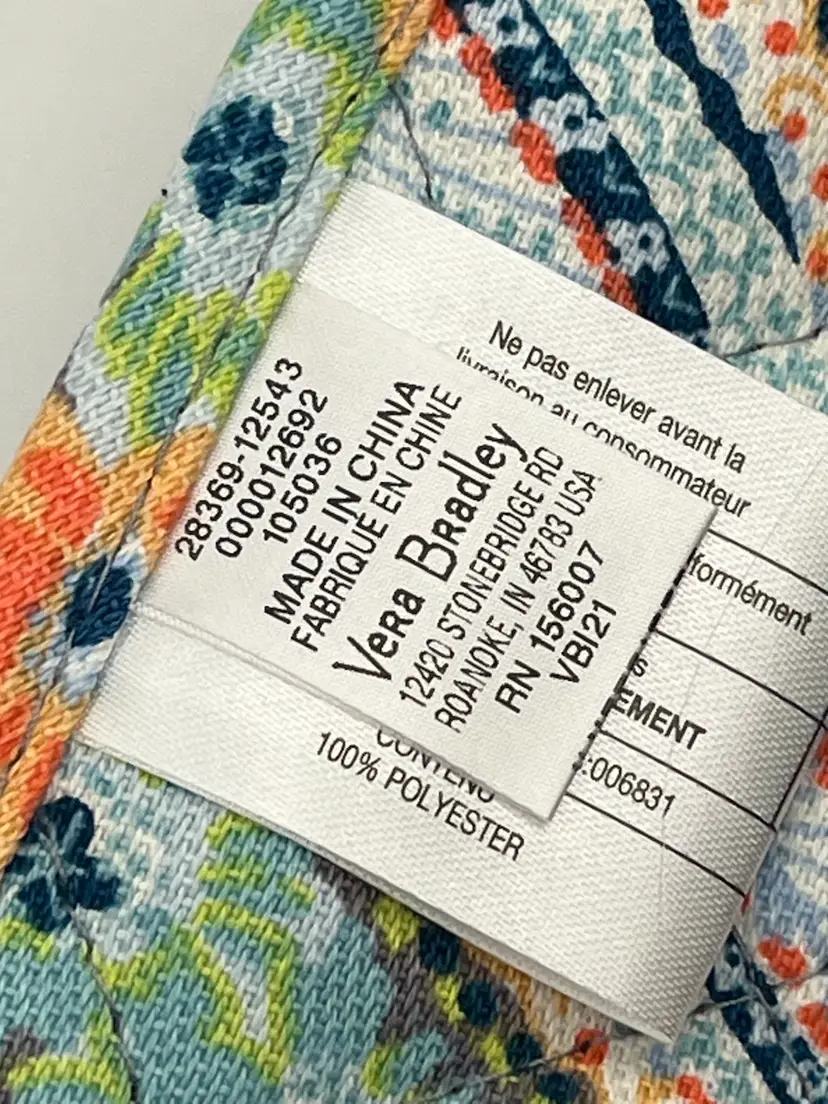 28369-12543
000012692
105036
MADE IN CHINA
FABRIQUÉ EN CHINE
Vera Bradley
12420 STONEBRIDGE RD
ROANOKE, IN 46783 USA
RN 156007
VBI21
Ne pas enlever avant la
livraison au consommateur
formément
EMENT
:006831
CONTENU
100% POLYESTER